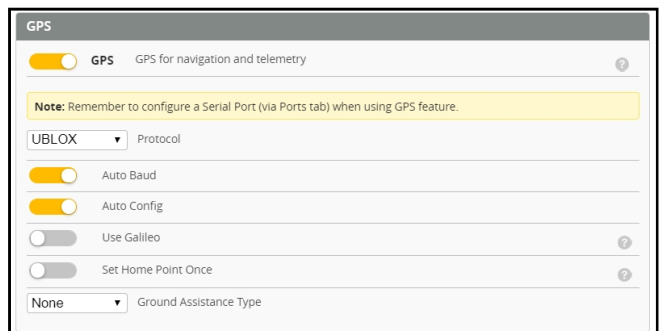 GPS
GPS GPS for navigation and telemetry ?
Note: Remember to configure a Serial Port (via Ports tab) when using GPS feature.
UBLOX Protocol
Auto Baud
Auto Config
Use Galileo ?
Set Home Point Once ?
None Ground Assistance Type